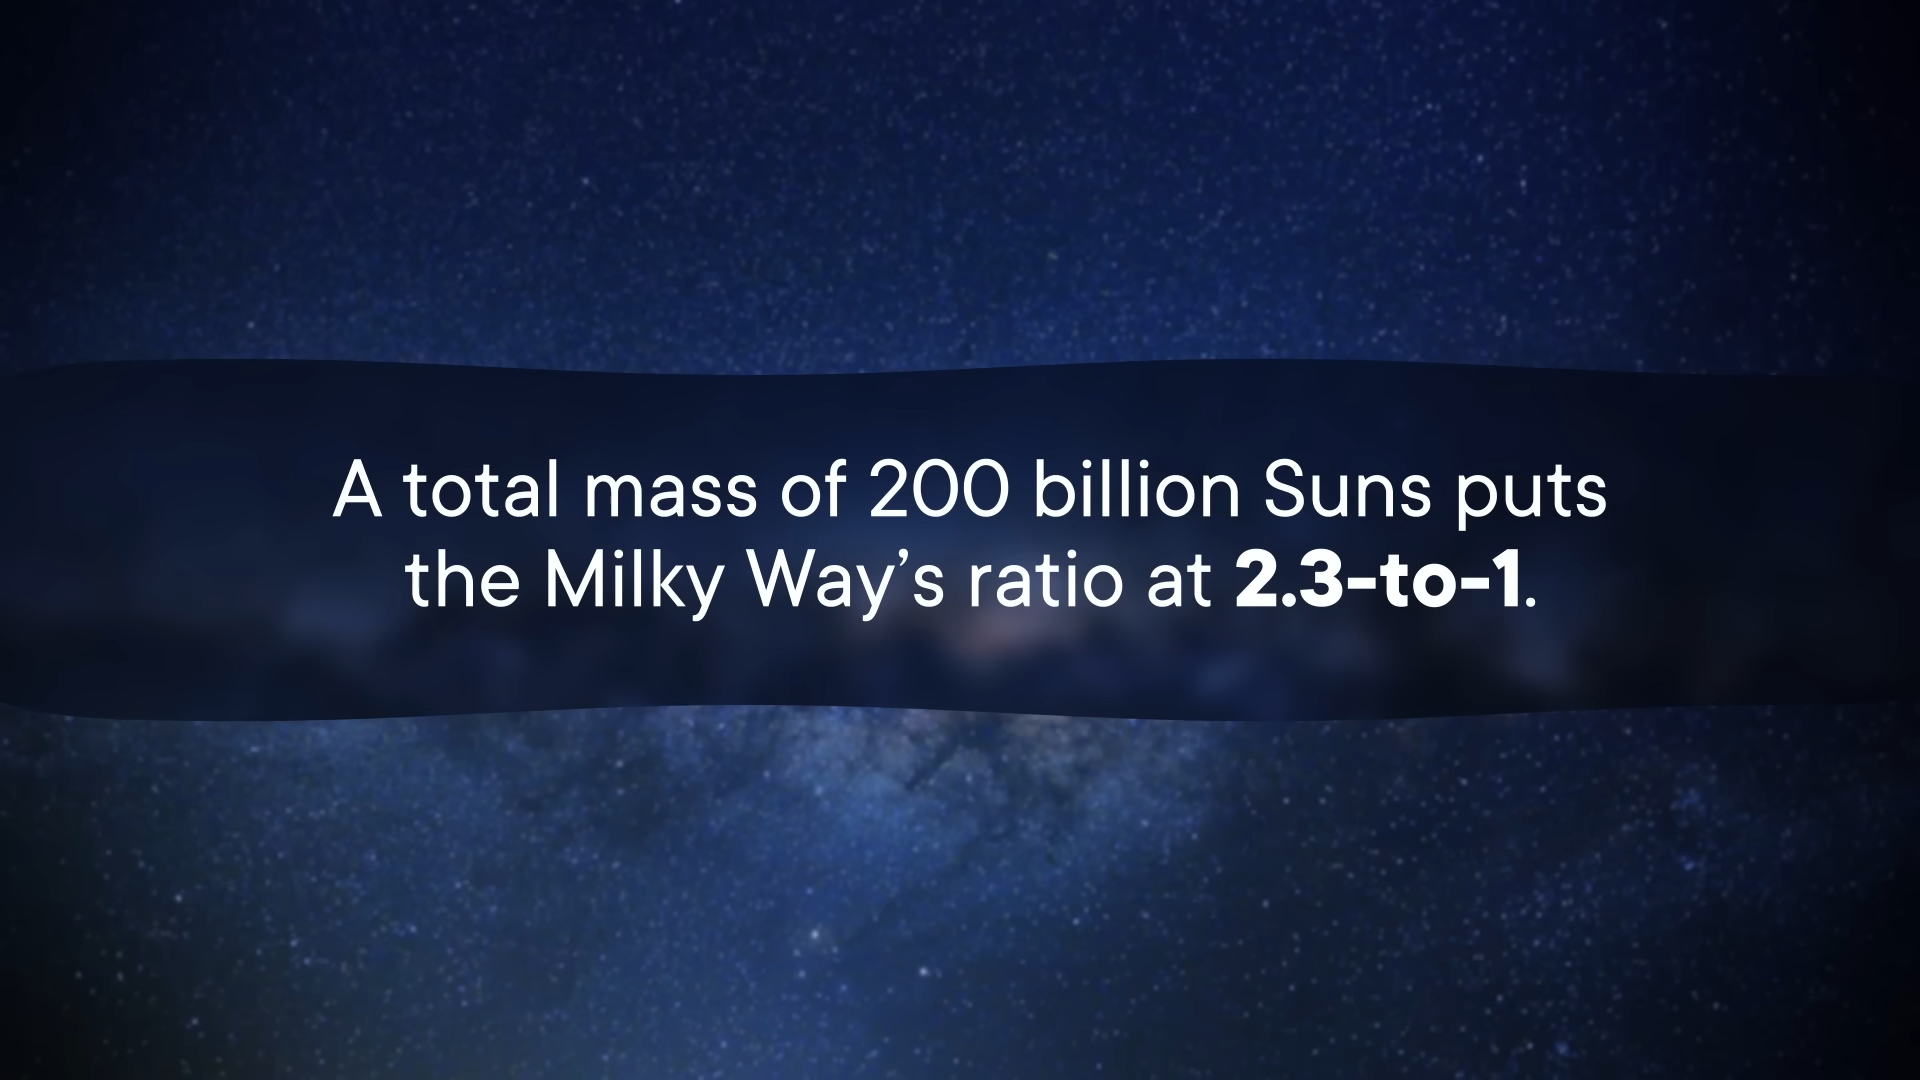 A total mass of 200 billion Suns puts
the Milky Way’s ratio at 2.3-to-1.